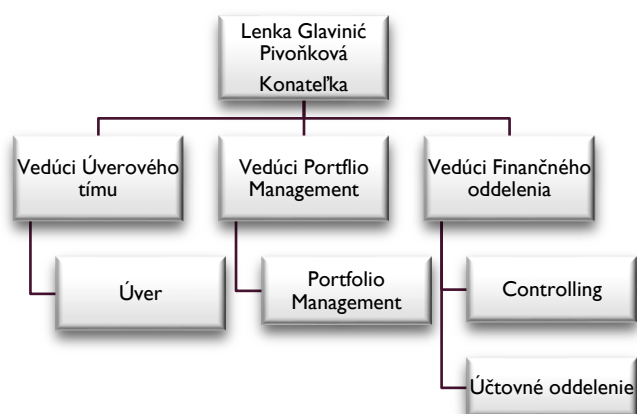 Lenka Glavinić
Pivoňková
Konateľka
Vedúci Úverového
tímu
Vedúci Portflio
Management
Vedúci Finančného
oddelenia
Úver
Portfolio
Management
Controlling
Účtovné oddelenie